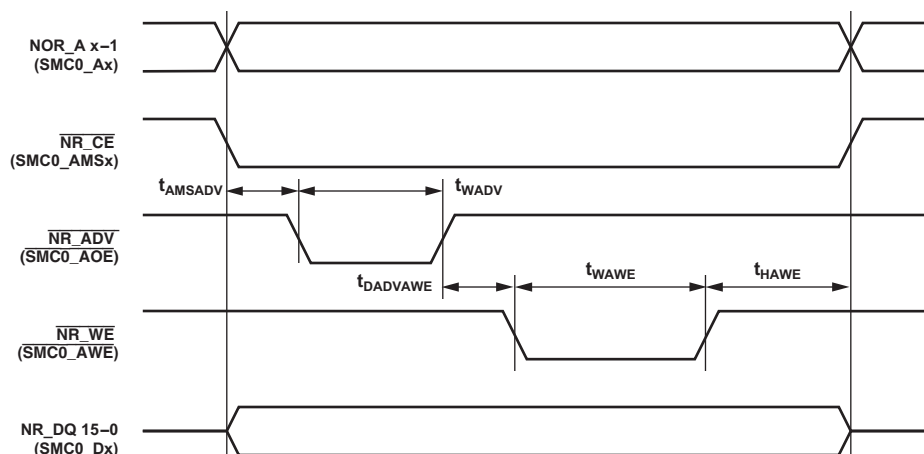 NOR_A x–1
(SMC0_Ax)
NR_CE
(SMC0_AMSx)
tAMSADV
tWADV
NR_ADV
(SMC0_AOE)
tDADVAWE
tWAWE
tHAWE
NR_WE
(SMC0_AWE)
NR_DQ 15–0
(SMC0_Dx)